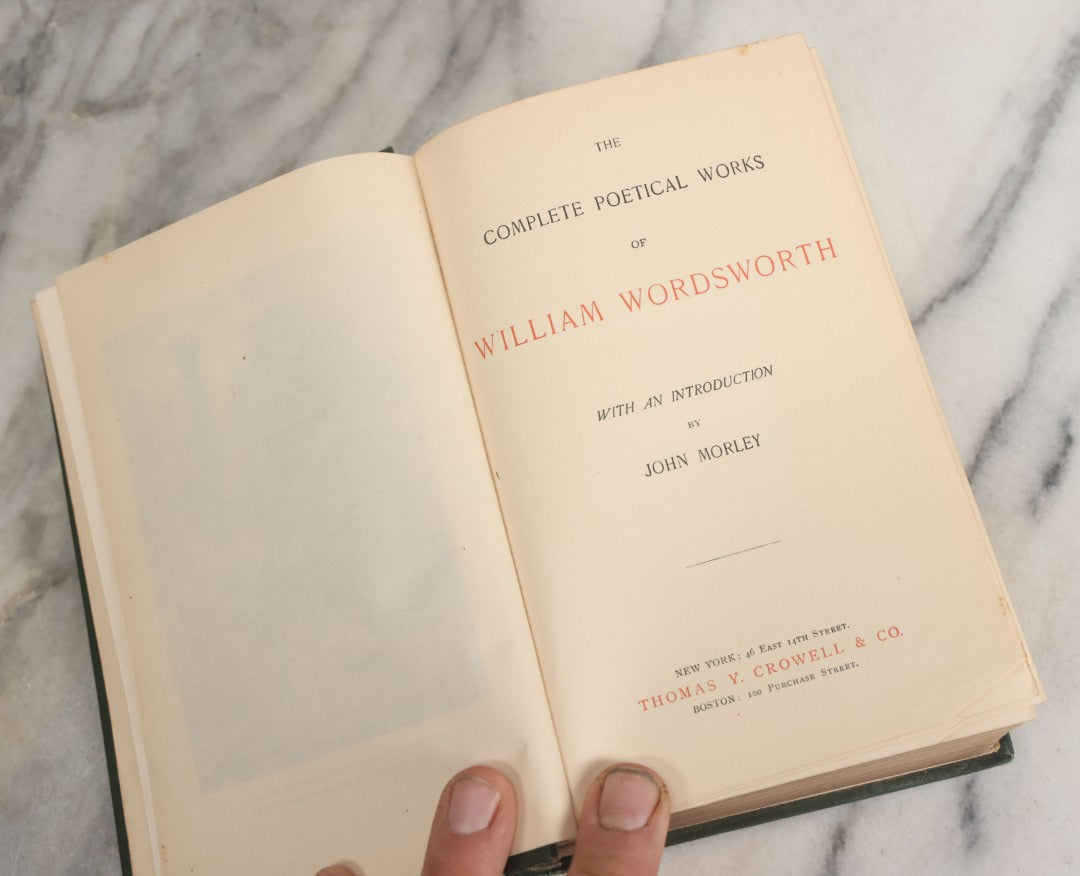 THE
COMPLETE POETICAL WORKS
OF
WILLIAM WORDSWORTH
WITH AN INTRODUCTION
BY
JOHN MORLEY
NEW YORK: 46 EAST 14TH STREET.
THOMAS Y. CROWELL & CO.
BOSTON: 100 PURCHASE STREET.